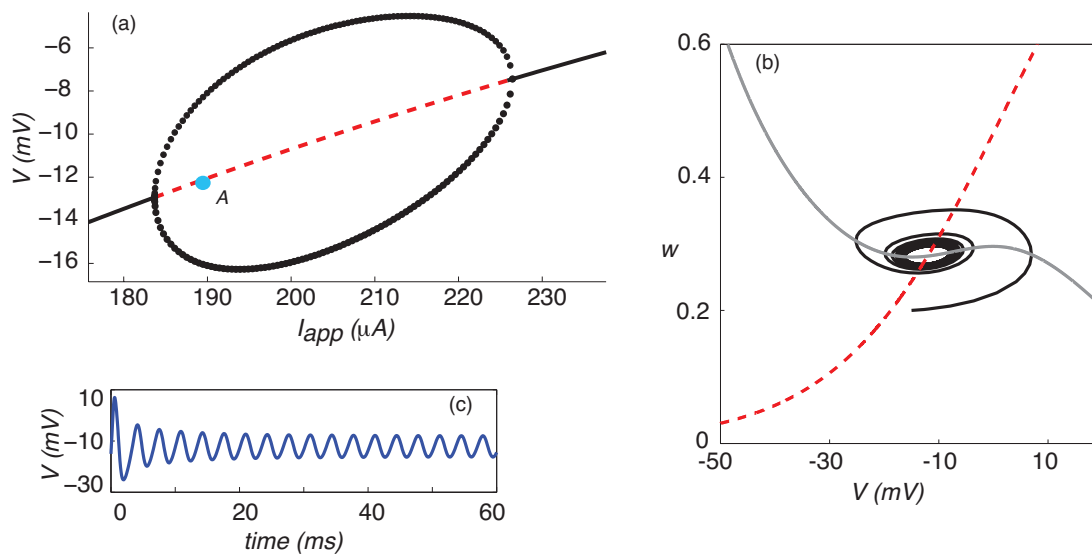 (a)
V (mV)
−6
−8
−10
−12
−14
−16
A
180 190 200 210 220 230
I_app (μA)
(b)
w
0.6
0.4
0.2
0
-50 -30 -10 10
V (mV)
(c)
V (mV)
10
−10
−30
0 20 40 60
time (ms)